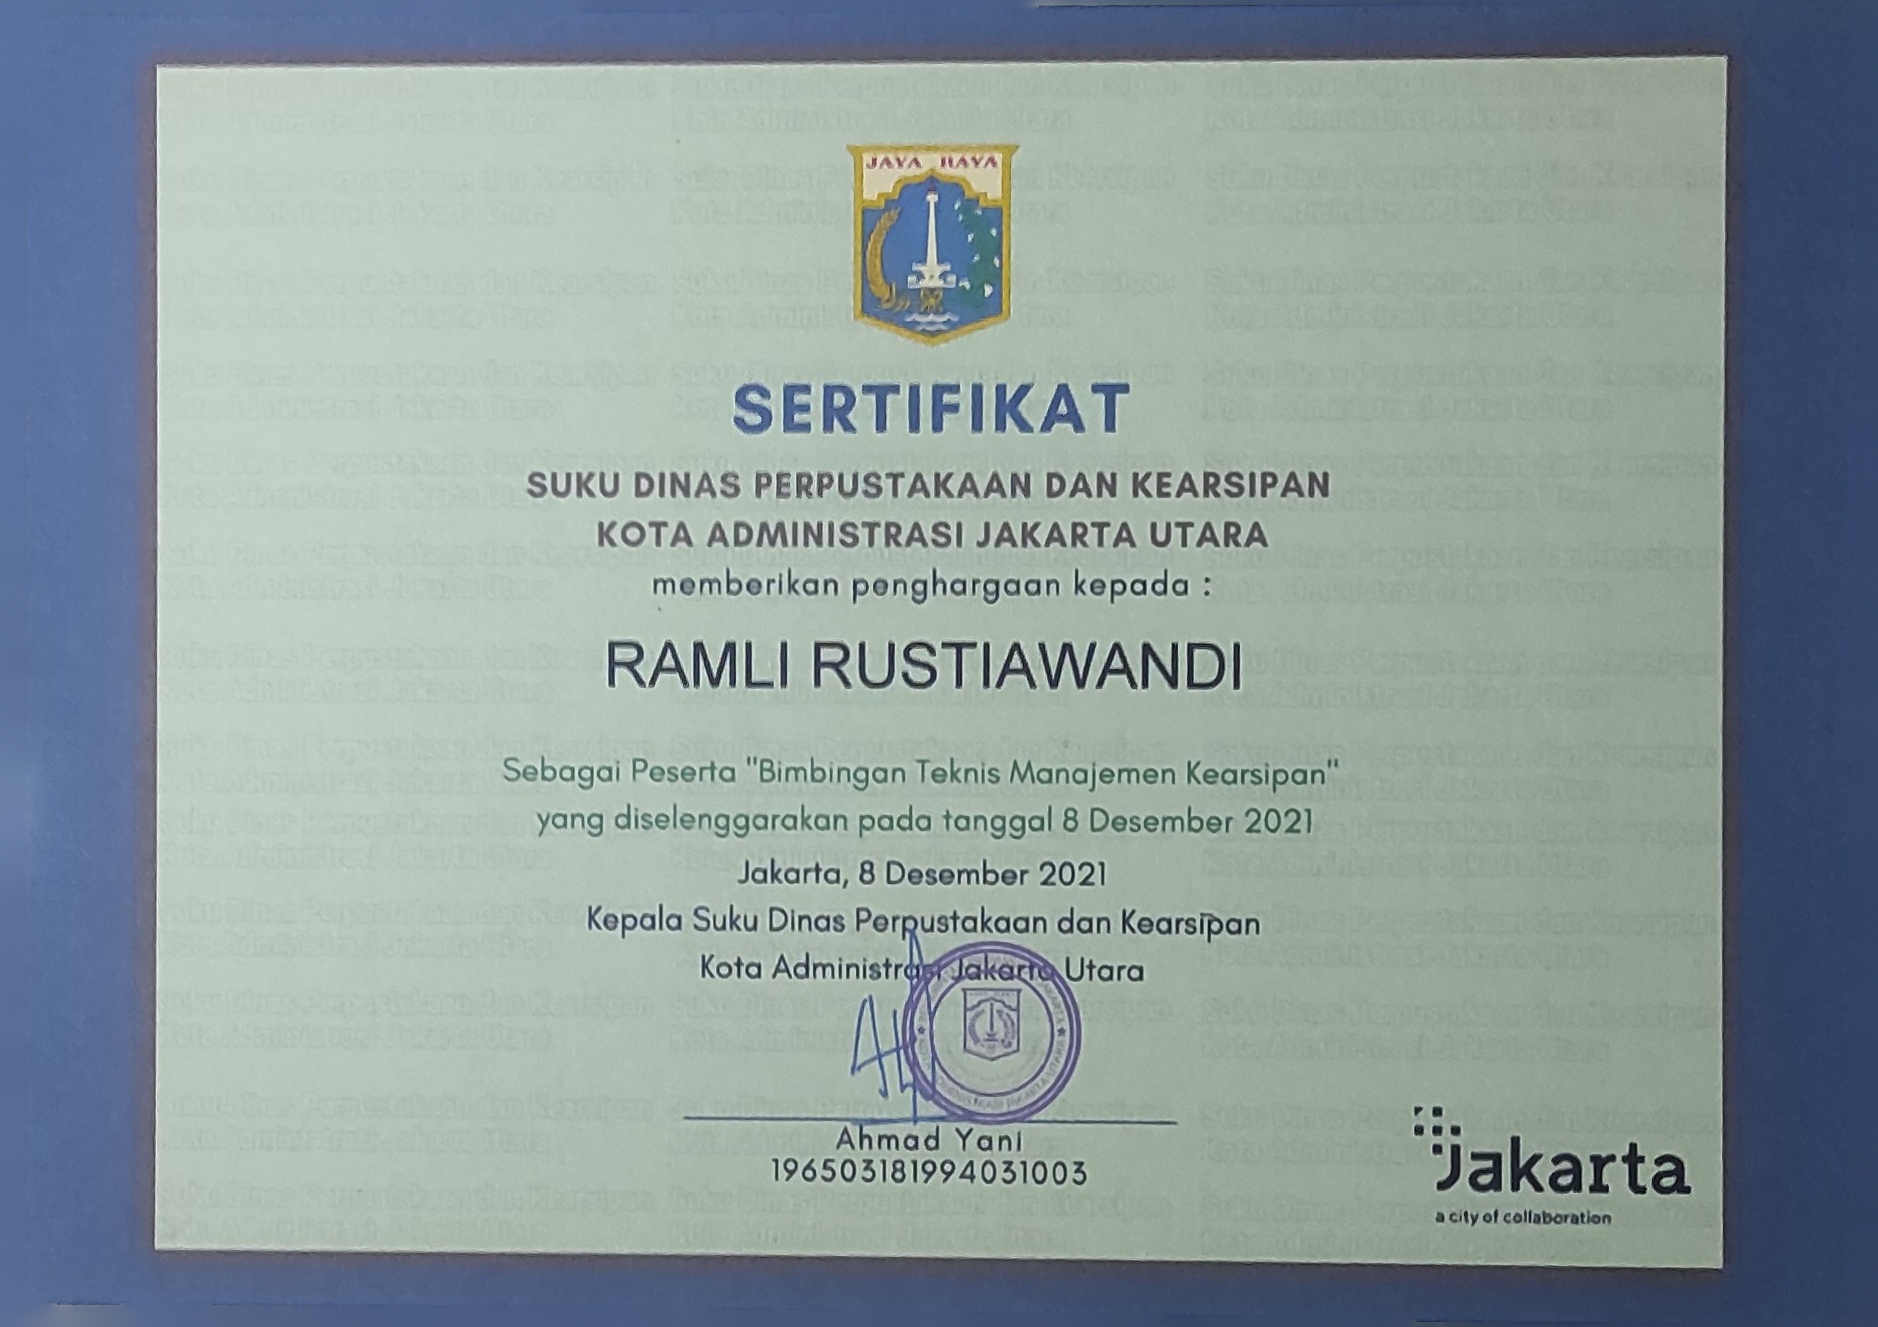 JAYA RAYA
SERTIFIKAT
SUKU DINAS PERPUSTAKAAN DAN KEARSIPAN
KOTA ADMINISTRASI JAKARTA UTARA
memberikan penghargaan kepada :
RAMLI RUSTIAWANDI
Sebagai Peserta "Bimbingan Teknis Manajemen Kearsipan"
yang diselenggarakan pada tanggal 8 Desember 2021
Jakarta, 8 Desember 2021
Kepala Suku Dinas Perpustakaan dan Kearsipan
Kota Administrasi Jakarta Utara
Ahmad Yani
196503181994031003
Jakarta
a city of collaboration